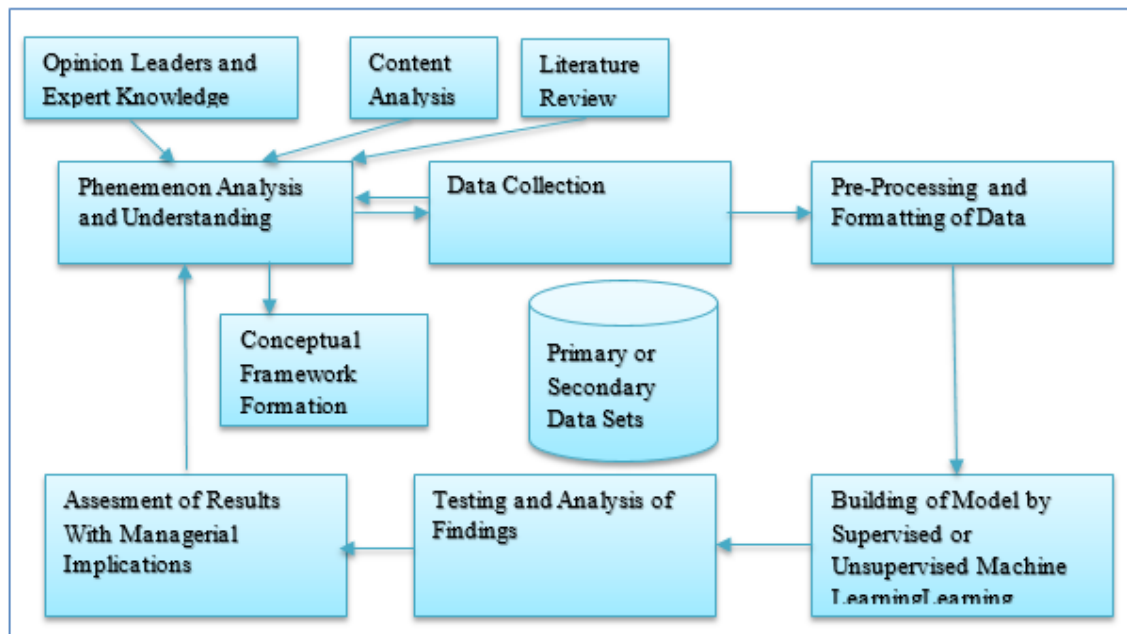 Opinion Leaders and
Expert Knowledge
Content
Analysis
Literature
Review
Phenemenon Analysis
and Understanding
Data Collection
Pre-Processing and
Formatting of Data
Conceptual
Framework
Formation
Primary or
Secondary
Data Sets
Assesment of Results
With Managerial
Implications
Testing and Analysis of
Findings
Building of Model by
Supervised or
Unsupervised Machine
LearningLearning